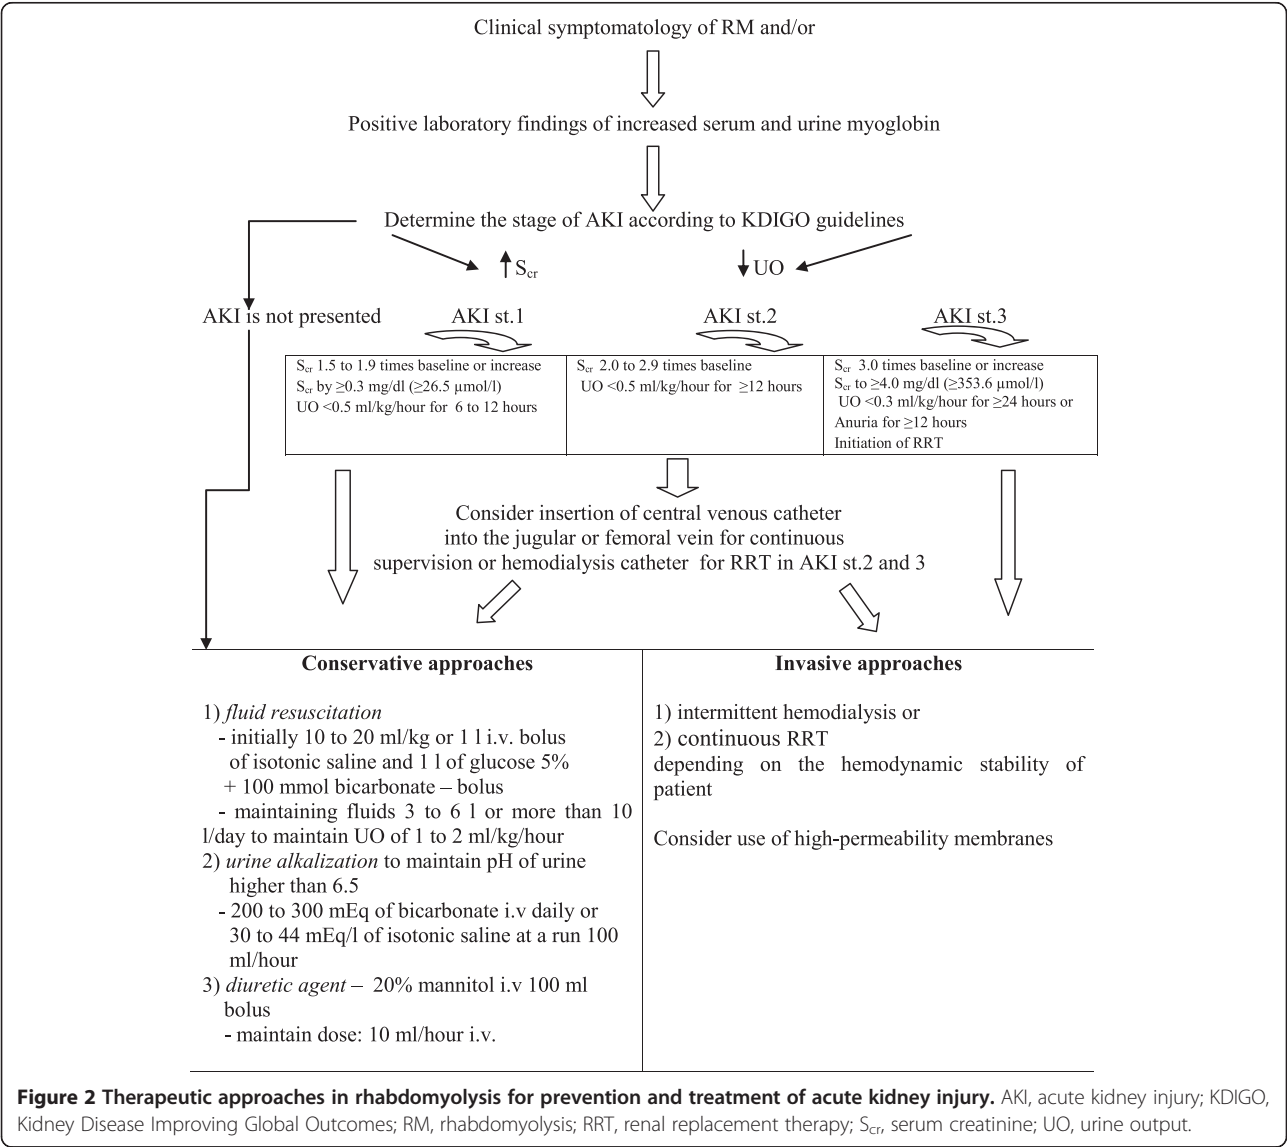 Clinical symptomatology of RM and/or
Positive laboratory findings of increased serum and urine myoglobin
Determine the stage of AKI according to KDIGO guidelines
Scr
UO
AKI is not presented
AKI st.1
AKI st.2
AKI st.3
Scr 1.5 to 1.9 times baseline or increase
Scr by ≥0.3 mg/dl (≥26.5 µmol/l)
UO <0.5 ml/kg/hour for 6 to 12 hours
Scr 2.0 to 2.9 times baseline
UO <0.5 ml/kg/hour for ≥12 hours
Scr 3.0 times baseline or increase
Scr to ≥4.0 mg/dl (≥353.6 µmol/l)
UO <0.3 ml/kg/hour for ≥24 hours or
Anuria for ≥12 hours
Initiation of RRT
Consider insertion of central venous catheter
into the jugular or femoral vein for continuous
supervision or hemodialysis catheter for RRT in AKI st.2 and 3
Conservative approaches
1) fluid resuscitation
- initially 10 to 20 ml/kg or 1 l i.v. bolus
of isotonic saline and 1 l of glucose 5%
+ 100 mmol bicarbonate – bolus
- maintaining fluids 3 to 6 l or more than 10
l/day to maintain UO of 1 to 2 ml/kg/hour
2) urine alkalization to maintain pH of urine
higher than 6.5
- 200 to 300 mEq of bicarbonate i.v daily or
30 to 44 mEq/l of isotonic saline at a run 100
ml/hour
3) diuretic agent – 20% mannitol i.v 100 ml
bolus
- maintain dose: 10 ml/hour i.v.
Invasive approaches
1) intermittent hemodialysis or
2) continuous RRT
depending on the hemodynamic stability of
patient
Consider use of high-permeability membranes
Figure 2 Therapeutic approaches in rhabdomyolysis for prevention and treatment of acute kidney injury. AKI, acute kidney injury; KDIGO,
Kidney Disease Improving Global Outcomes; RM, rhabdomyolysis; RRT, renal replacement therapy; Scr, serum creatinine; UO, urine output.